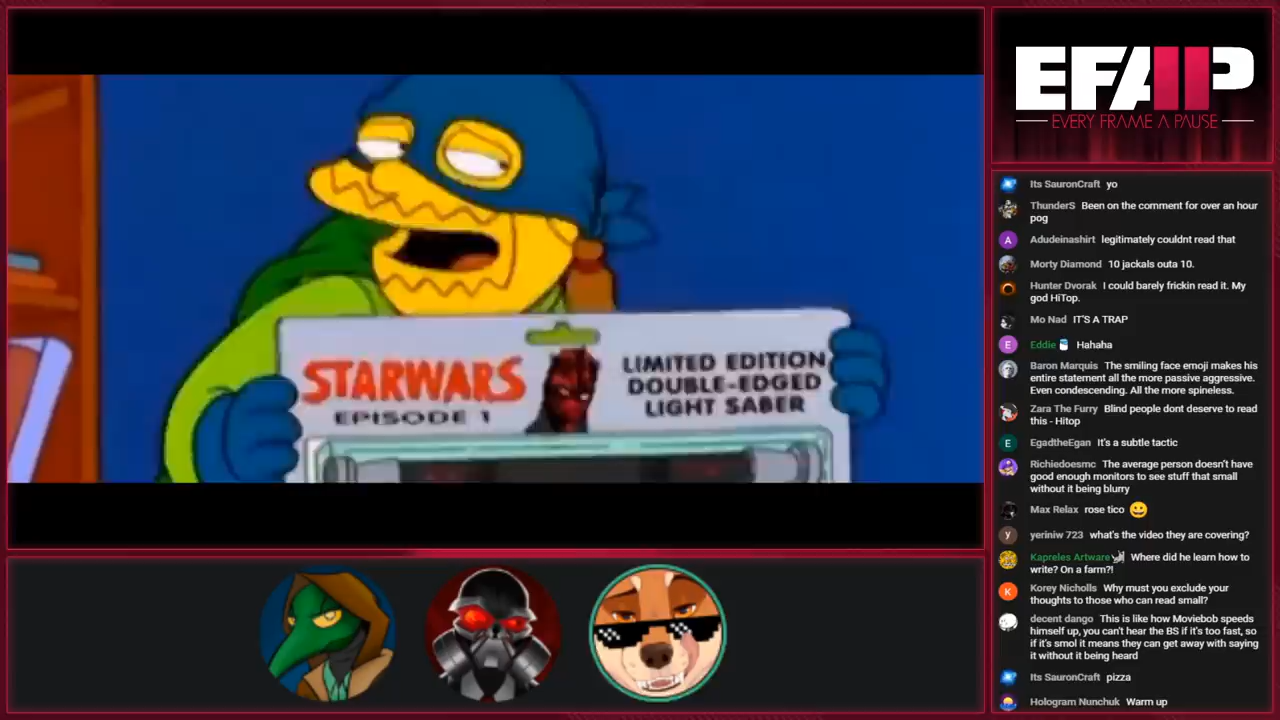 STARWARS
EPISODE 1
LIMITED EDITION
DOUBLE-EDGED
LIGHT SABER
EFAP
EVERY FRAME A PAUSE
Its SauronCraft yo
ThunderS Been on the comment for over an hour
pog
Adudeinashirt legitimately couldnt read that
Morty Diamond 10 jackals outa 10.
Hunter Dvorak I could barely frickin read it. My
god HiTop.
Mo Nad IT'S A TRAP
Eddie Hahaha
Baron Marquis The smiling face emoji makes his
entire statement all the more passive aggressive.
Even condescending. All the more spineless.
Zara The Furry Blind people dont deserve to read
this - Hitop
EgadtheEgan It's a subtle tactic
Richiedoesmc The average person doesn't have
good enough monitors to see stuff that small
without it being blurry
Max Relax rose tico 😀
yeriniw 723 what's the video they are covering?
Kapreles Artware Where did he learn how to
write? On a farm?!
Korey Nicholls Why must you exclude your
thoughts to those who can read small?
decent dango This is like how Moviebob speeds
himself up, you can't hear the BS if it's too fast, so
if it's smol it means they can get away with saying
it without it being heard
Its SauronCraft pizza
Hologram Nunchuk Warm up
A
E
y
K